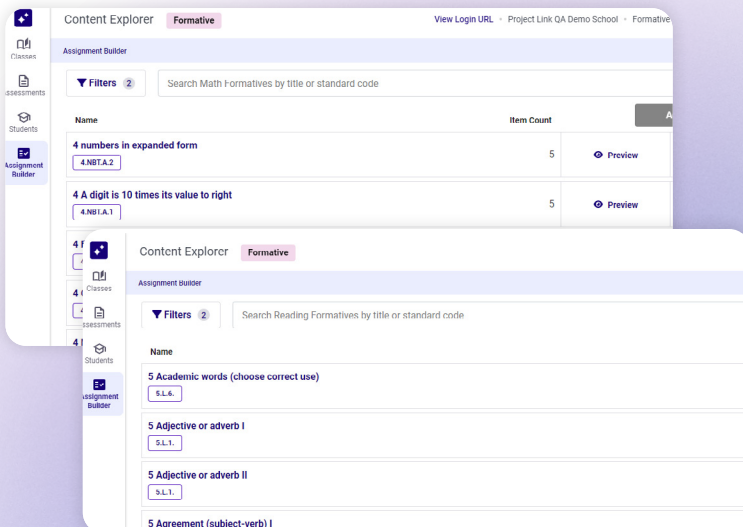 Content Explorer Formative
View Login URL • Project Link QA Demo School • Formative
Classes
Assignment Builder
Filters 2
Search Math Formatives by title or standard code
ssessments
Name
Item Count
A
Students
4 numbers in expanded form
4.NBT.A.2
5
Preview
Assignment
Builder
4 A digit is 10 times its value to right
4.NBT.A.1
5
Preview
4
4
4
Content Explorer Formative
Classes
Assignment Builder
Filters 2
Search Reading Formatives by title or standard code
ssessments
Name
Students
5 Academic words (choose correct use)
5.L.6.
Assignment
Builder
5 Adjective or adverb I
5.L.1.
5 Adjective or adverb II
5.L.1.
5 Agreement (subject-verb) I